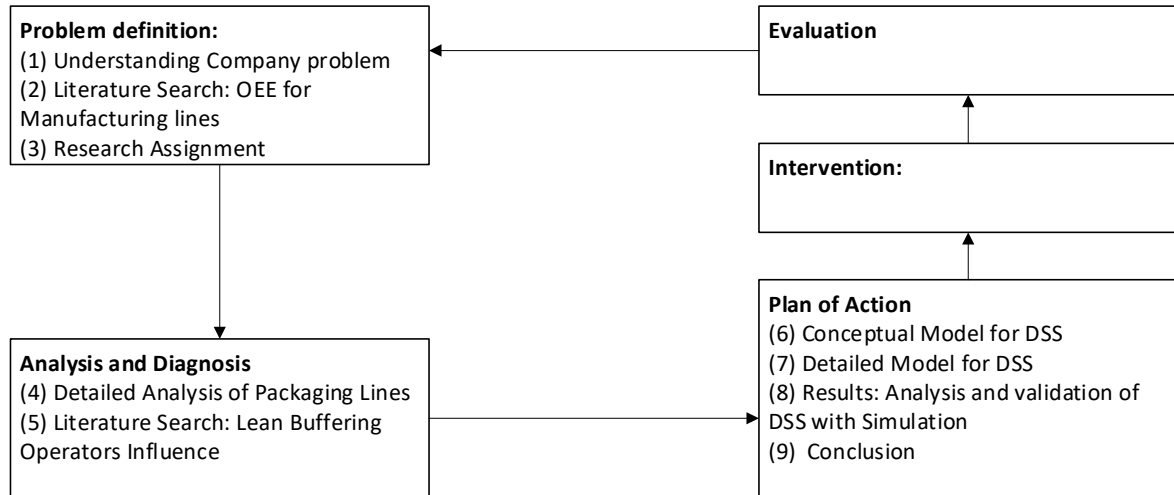 Problem definition:
(1) Understanding Company problem
(2) Literature Search: OEE for
Manufacturing lines
(3) Research Assignment
Analysis and Diagnosis
(4) Detailed Analysis of Packaging Lines
(5) Literature Search: Lean Buffering
Operators Influence
Plan of Action
(6) Conceptual Model for DSS
(7) Detailed Model for DSS
(8) Results: Analysis and validation of
DSS with Simulation
(9) Conclusion
Intervention:
Evaluation